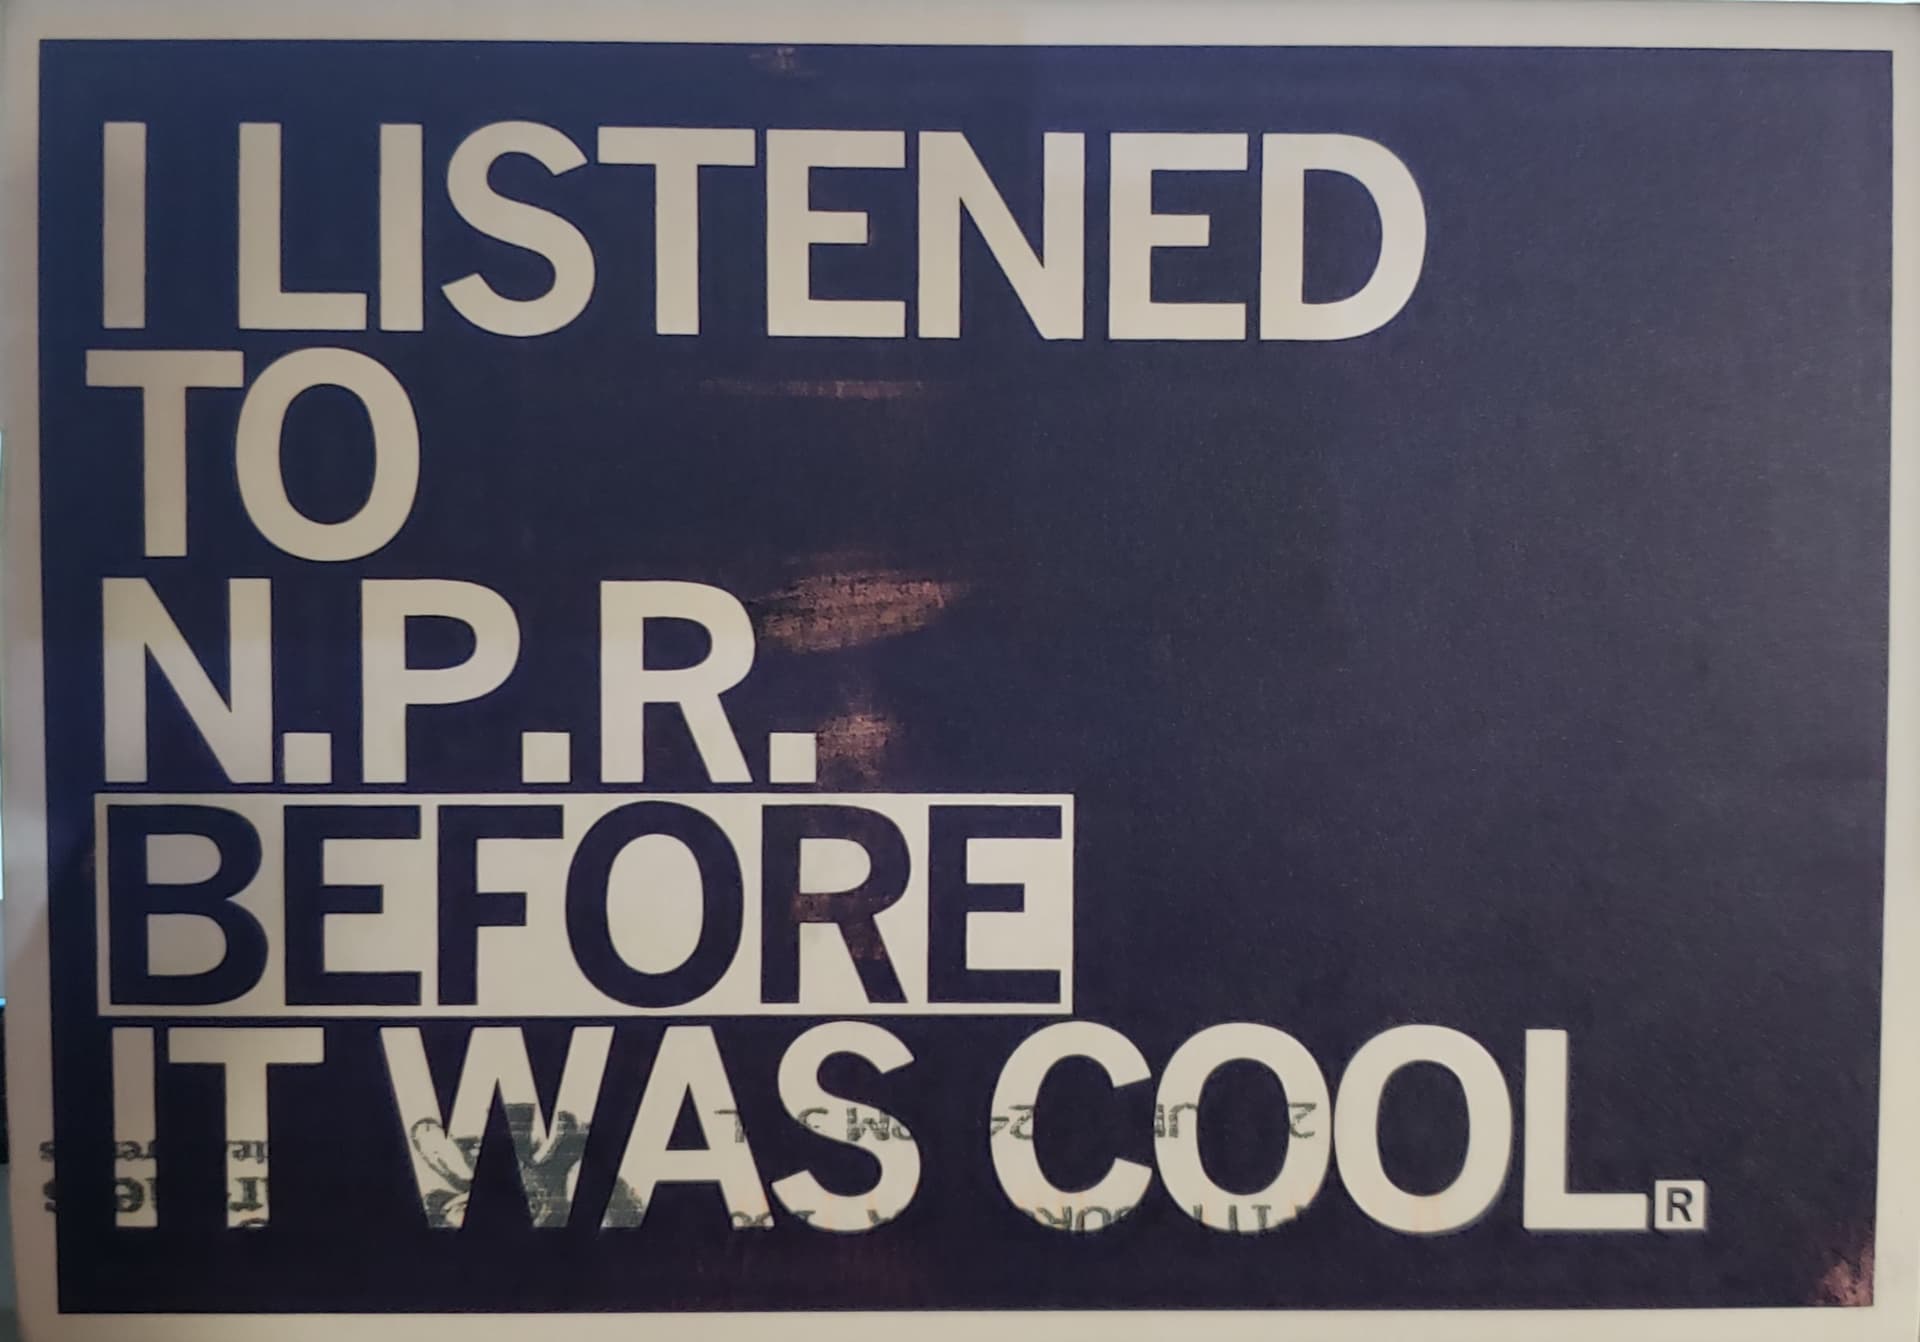 I LISTENED
TO
N.P.R.
BEFORE
IT WAS COOL. R